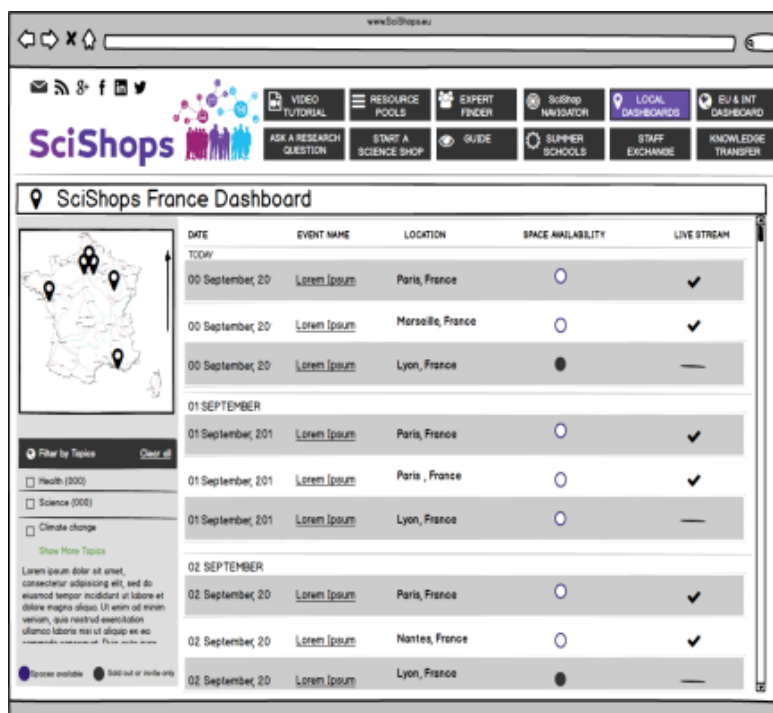 www.SciShops.eu
SciShops
VIDEO
TUTORIAL
RESOURCE
POOLS
EXPERT
FINDER
SciShop
NAVIGATOR
LOCAL
DASHBOARDS
EU & INT
DASHBOARD
ASK A RESEARCH
QUESTION
START A
SCIENCE SHOP
GUIDE
SUMMER
SCHOOLS
STAFF
EXCHANGE
KNOWLEDGE
TRANSFER
SciShops France Dashboard
DATE EVENT NAME LOCATION SPACE AVAILABILITY LIVE STREAM
TODAY
00 September, 20 Lorem Ipsum Paris, France
00 September, 20 Lorem Ipsum Marseille, France
00 September, 20 Lorem Ipsum Lyon, France
01 SEPTEMBER
01 September, 201 Lorem Ipsum Paris, France
01 September, 201 Lorem Ipsum Paris , France
01 September, 201 Lorem Ipsum Lyon, France
02 SEPTEMBER
02 September, 20 Lorem Ipsum Paris, France
02 September, 20 Lorem Ipsum Nantes, France
02 September, 20 Lorem Ipsum Lyon, France
Filter by Topics Clear all
Health (000)
Science (000)
Climate change
Show More Topics
Lorem ipsum dolor sit amet,
consectetur adipisicing elit, sed do
eiusmod tempor incididunt ut labore et
dolore magna aliqua. Ut enim ad minim
veniam, quis nostrud exercitation
ullamco laboris nisi ut aliquip ex ea
Spaces available Sold out or invite only